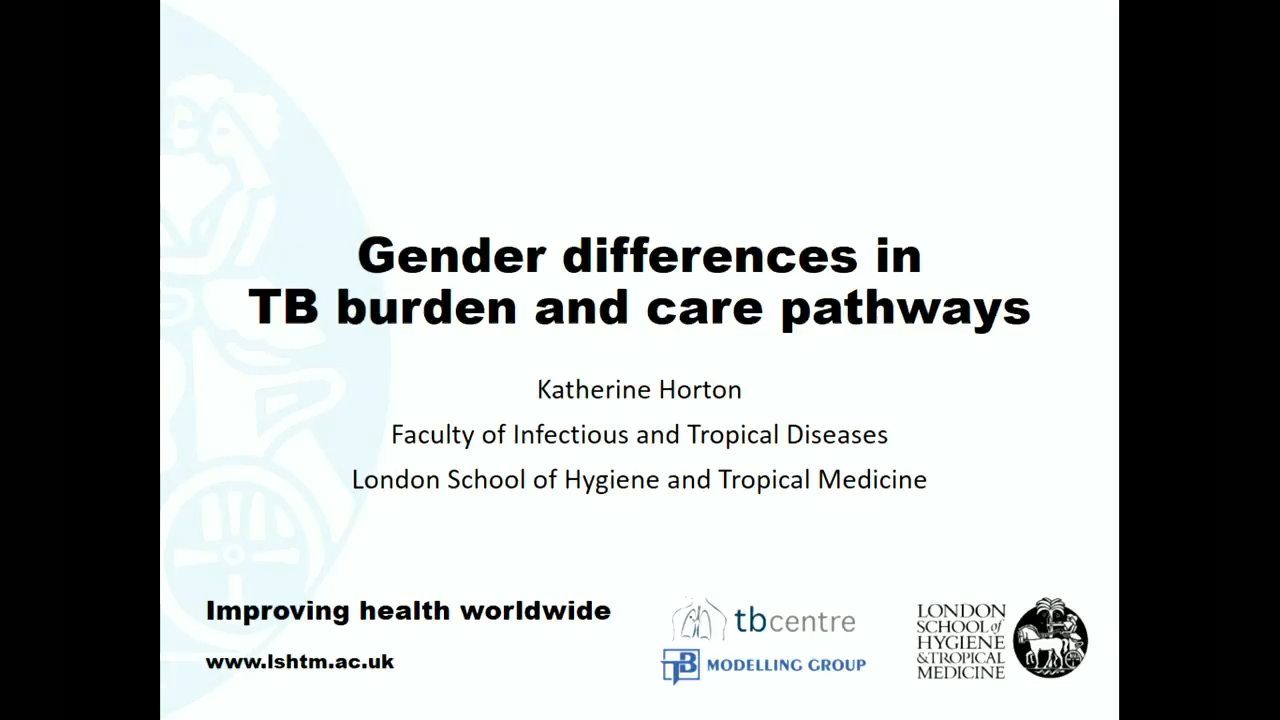 Gender differences in
TB burden and care pathways
Katherine Horton
Faculty of Infectious and Tropical Diseases
London School of Hygiene and Tropical Medicine
Improving health worldwide
www.lshtm.ac.uk
tbcentre
TB MODELLING GROUP
LONDON
SCHOOL of
HYGIENE
& TROPICAL
MEDICINE